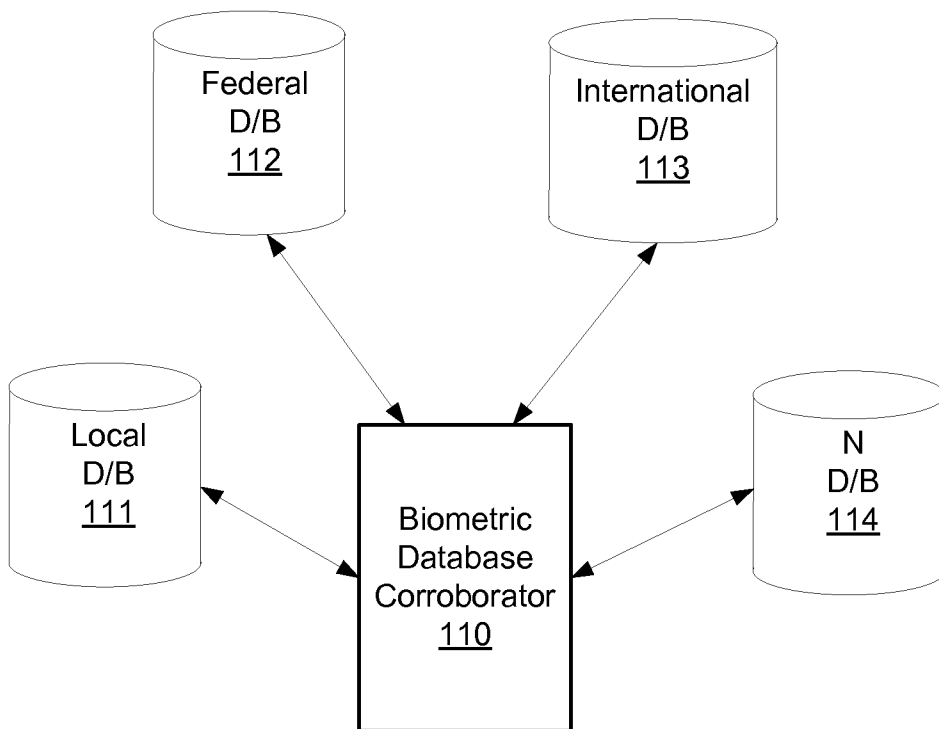 Federal
D/B
112
International
D/B
113
Local
D/B
111
N
D/B
114
Biometric
Database
Corroborator
110